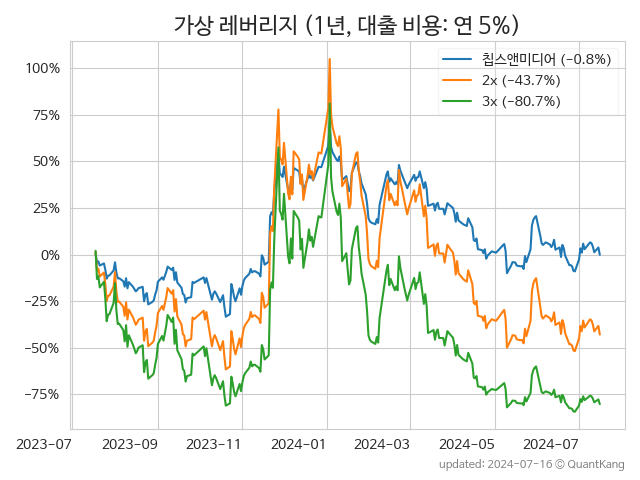 가상 레버리지 (1년, 대출 비용: 연 5%)
칩스앤미디어 (−0.8%)
2x (−43.7%)
3x (−80.7%)
100%
75%
50%
25%
0%
−25%
−50%
−75%
2023-07 2023-09 2023-11 2024-01 2024-03 2024-05 2024-07
updated: 2024-07-16 © QuantKang